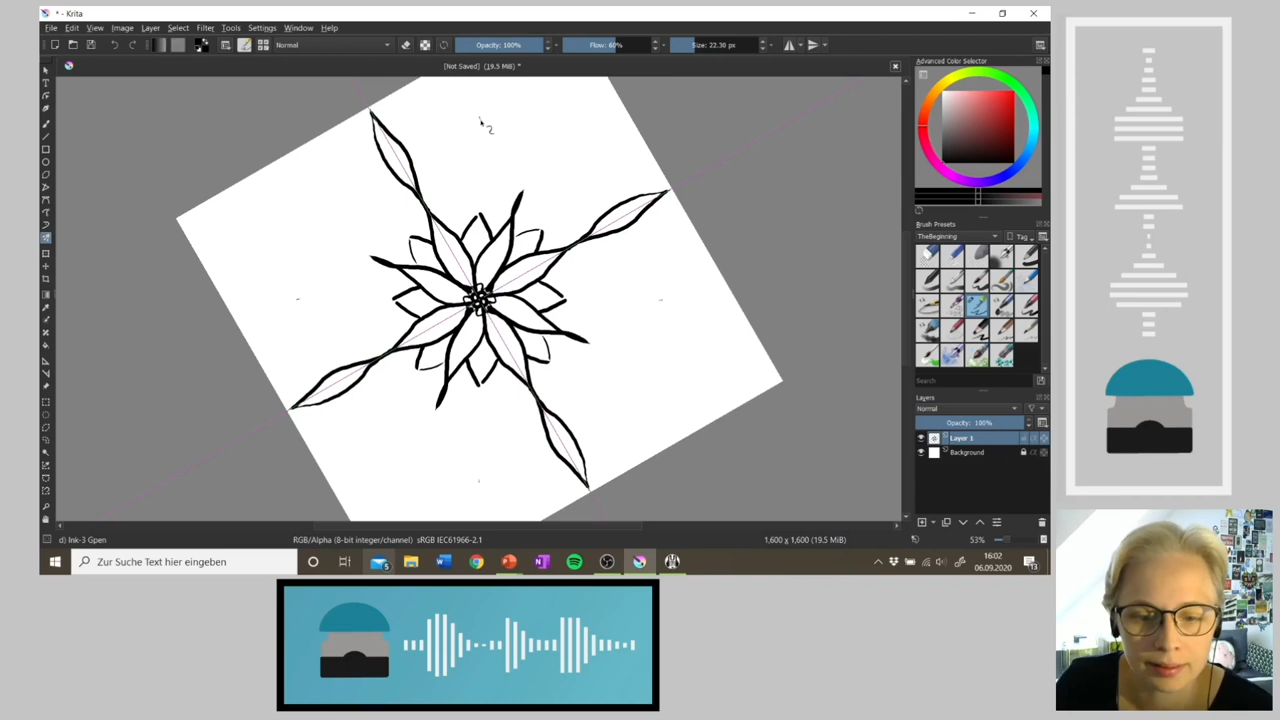 * - Krita
File Edit View Image Layer Select Filter Tools Settings Window Help
Normal Opacity: 100% Flow: 60% Size: 22.30 px
[Not Saved] (19.5 MiB) *
2
Advanced Color Selector
Brush Presets
TheBeginning Tag
Search
Layers
Normal
Opacity: 100%
Layer 1
Background
d) Ink-3 Gpen RGB/Alpha (8-bit integer/channel) sRGB IEC61966-2.1 1,600 x 1,600 (19.5 MiB) 53%
Zur Suche Text hier eingeben
5
16:02
06.09.2020
13